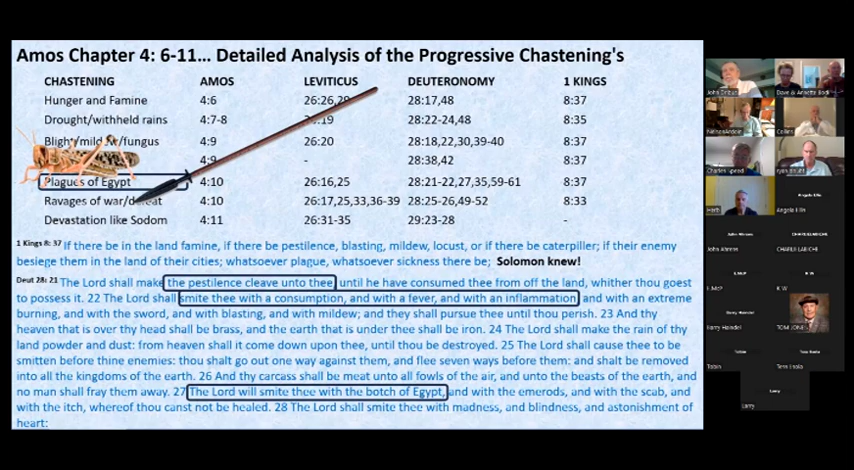 Amos Chapter 4: 6-11… Detailed Analysis of the Progressive Chastening's
CHASTENING AMOS LEVITICUS DEUTERONOMY 1 KINGS
Hunger and Famine 4:6 26:26,29 28:17,48 8:37
Drought/withheld rains 4:7-8 28:22-24,48 8:35
4:9 26:20 28:18,22,30,39-40 8:37
4:9 - 28:38,42 8:37
Plagues of Egypt 4:10 26:16,25 28:21-22,27,35,59-61 8:37
Ravages of 4:10 26:17,25,33,36-39 28:25-26,49-52 8:33
Devastation like Sodom 4:11 26:31-35 29:23-28 -
1 Kings 8: 37 If there be in the land famine, if there be pestilence, blasting, mildew, locust, or if there be caterpiller; if their enemy
besiege them in the land of their cities; whatsoever plague, whatsoever sickness there be; Solomon knew!
Deut 28: 21 The Lord shall make the pestilence cleave unto thee, until he have consumed thee from off the land, whither thou goest
to possess it. 22 The Lord shall smite thee with a consumption, and with a fever, and with an inflammation, and with an extreme
burning, and with the sword, and with blasting, and with mildew; and they shall pursue thee until thou perish. 23 And thy
heaven that is over thy head shall be brass, and the earth that is under thee shall be iron. 24 The Lord shall make the rain of thy
land powder and dust: from heaven shall it come down upon thee, until thou be destroyed. 25 The Lord shall cause thee to be
smitten before thine enemies: thou shalt go out one way against them, and flee seven ways before them: and shalt be removed
into all the kingdoms of the earth. 26 And thy carcass shall be meat unto all fowls of the air, and unto the beasts of the earth, and
no man shall fray them away. 27 The Lord will smite thee with the botch of Egypt, and with the emerods, and with the scab, and
with the itch, whereof thou canst not be healed. 28 The Lord shall smite thee with madness, and blindness, and astonishment of
heart:
Charles Speed
Angela Elth
John Ahrens
K W
Barry Haindel TOM JONES
Tobin
Larry